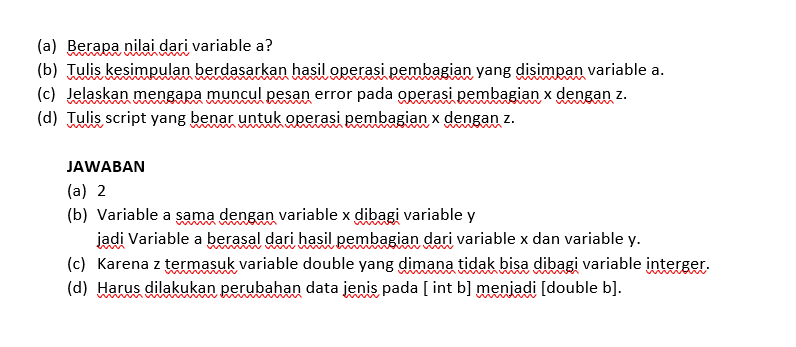 (a) Berapa nilai dari variable a?
(b) Tulis kesimpulan berdasarkan hasil operasi pembagian yang disimpan variable a.
(c) Jelaskan mengapa muncul pesan error pada operasi pembagian x dengan z.
(d) Tulis script yang benar untuk operasi pembagian x dengan z.
JAWABAN
(a) 2
(b) Variable a sama dengan variable x dibagi variable y
jadi Variable a berasal dari hasil pembagian dari variable x dan variable y.
(c) Karena z termasuk variable double yang dimana tidak bisa dibagi variable interger.
(d) Harus dilakukan perubahan data jenis pada [ int b] menjadi [double b].